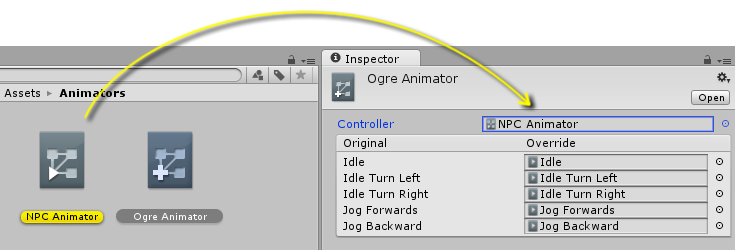 Assets ▸ Animators
NPC Animator
Ogre Animator
Inspector
Ogre Animator
Open
Controller
NPC Animator
Original Override
Idle Idle
Idle Turn Left Idle Turn Left
Idle Turn Right Idle Turn Right
Jog Forwards Jog Forwards
Jog Backward Jog Backward